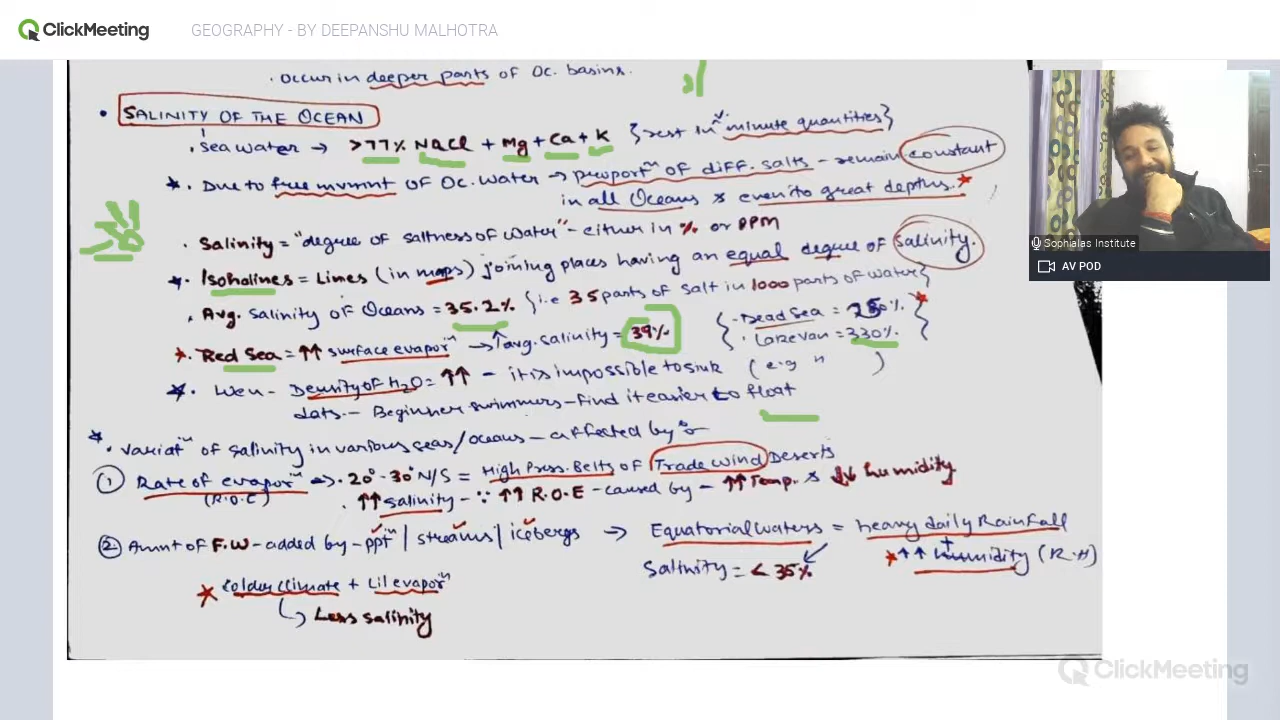 ClickMeeting
GEOGRAPHY - BY DEEPANSHU MALHOTRA
. Occur in deeper parts of Oc. basins.
• SALINITY OF THE OCEAN
. Sea water → >77% NaCl + Mg + Ca + K {rest in minute quantities}
* . Due to free mvmnt of Oc. water → proportn of diff. salts - remain constant
in all Oceans & even to great depths. *
. Salinity = "degree of saltness of water" - either in % or PPM
* . Isohalines = Limes (in maps) joining places having an equal degree of Salinity.
. Avg. salinity of Oceans = 35.2% {i.e 35 parts of salt in 1000 parts of water}
* Red Sea = ↑↑ surface evaporn → ↑ avg. salinity = 39%
{ . Dead Sea = 250% *
. Lake van = 330% }
* . Wen - Density of H2O = ↑↑ - it is impossible to sink (e.g " )
dats. - Beginner swimmers - find it easier to float
* . Variatn of salinity in various seas/oceans - affected by :-
① Rate of evaporn → . 20° - 30° N/S = High Press. Belts of Trade wind Deserts
(R.O.E)
. ↑↑ salinity - ∵ ↑↑ R.O.E - caused by - ↑↑ Temp. & ↓↓ humidity
② Amnt of F.W - added by - pptn / streams / icebergs → Equatorial waters = heavy daily Rainfall
+
* ↑↑ humidity (R.H)
Salinity = < 35%
* Colder climate + Lil evaporn
↳ Less salinity
Sophialas Institute
AV POD
ClickMeeting